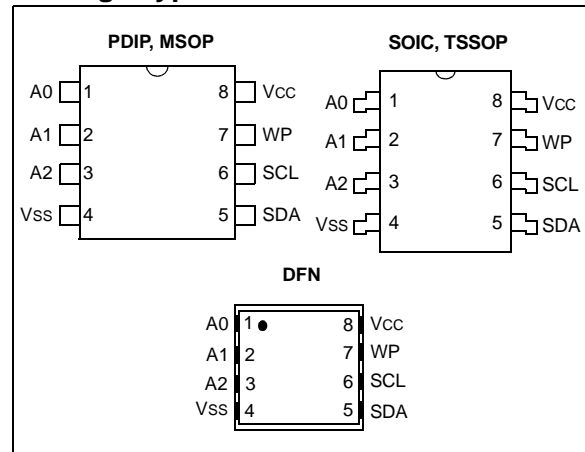 PDIP, MSOP
A0 1 8 VCC
A1 2 7 WP
A2 3 6 SCL
VSS 4 5 SDA
SOIC, TSSOP
A0 1 8 VCC
A1 2 7 WP
A2 3 6 SCL
VSS 4 5 SDA
DFN
A0 1 8 VCC
A1 2 7 WP
A2 3 6 SCL
VSS 4 5 SDA